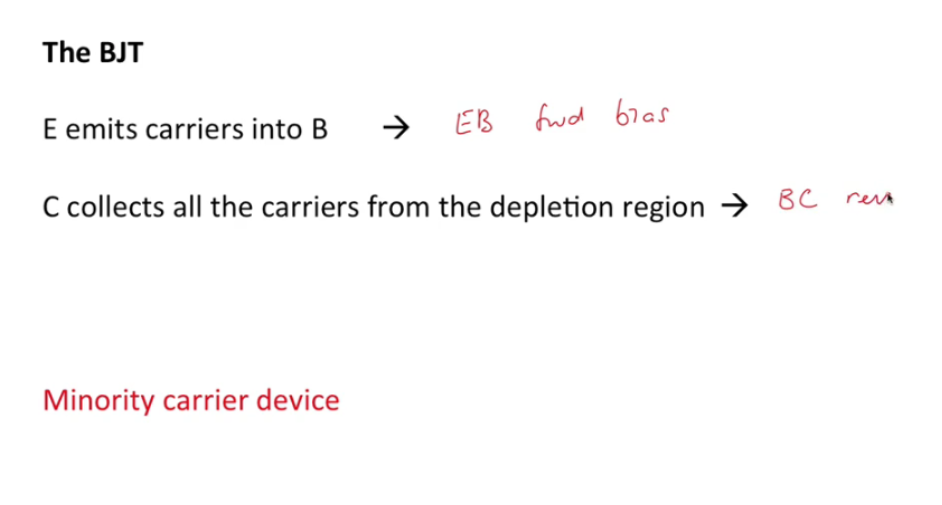 The BJT
E emits carriers into B → EB fwd bias
C collects all the carriers from the depletion region → BC rev
Minority carrier device